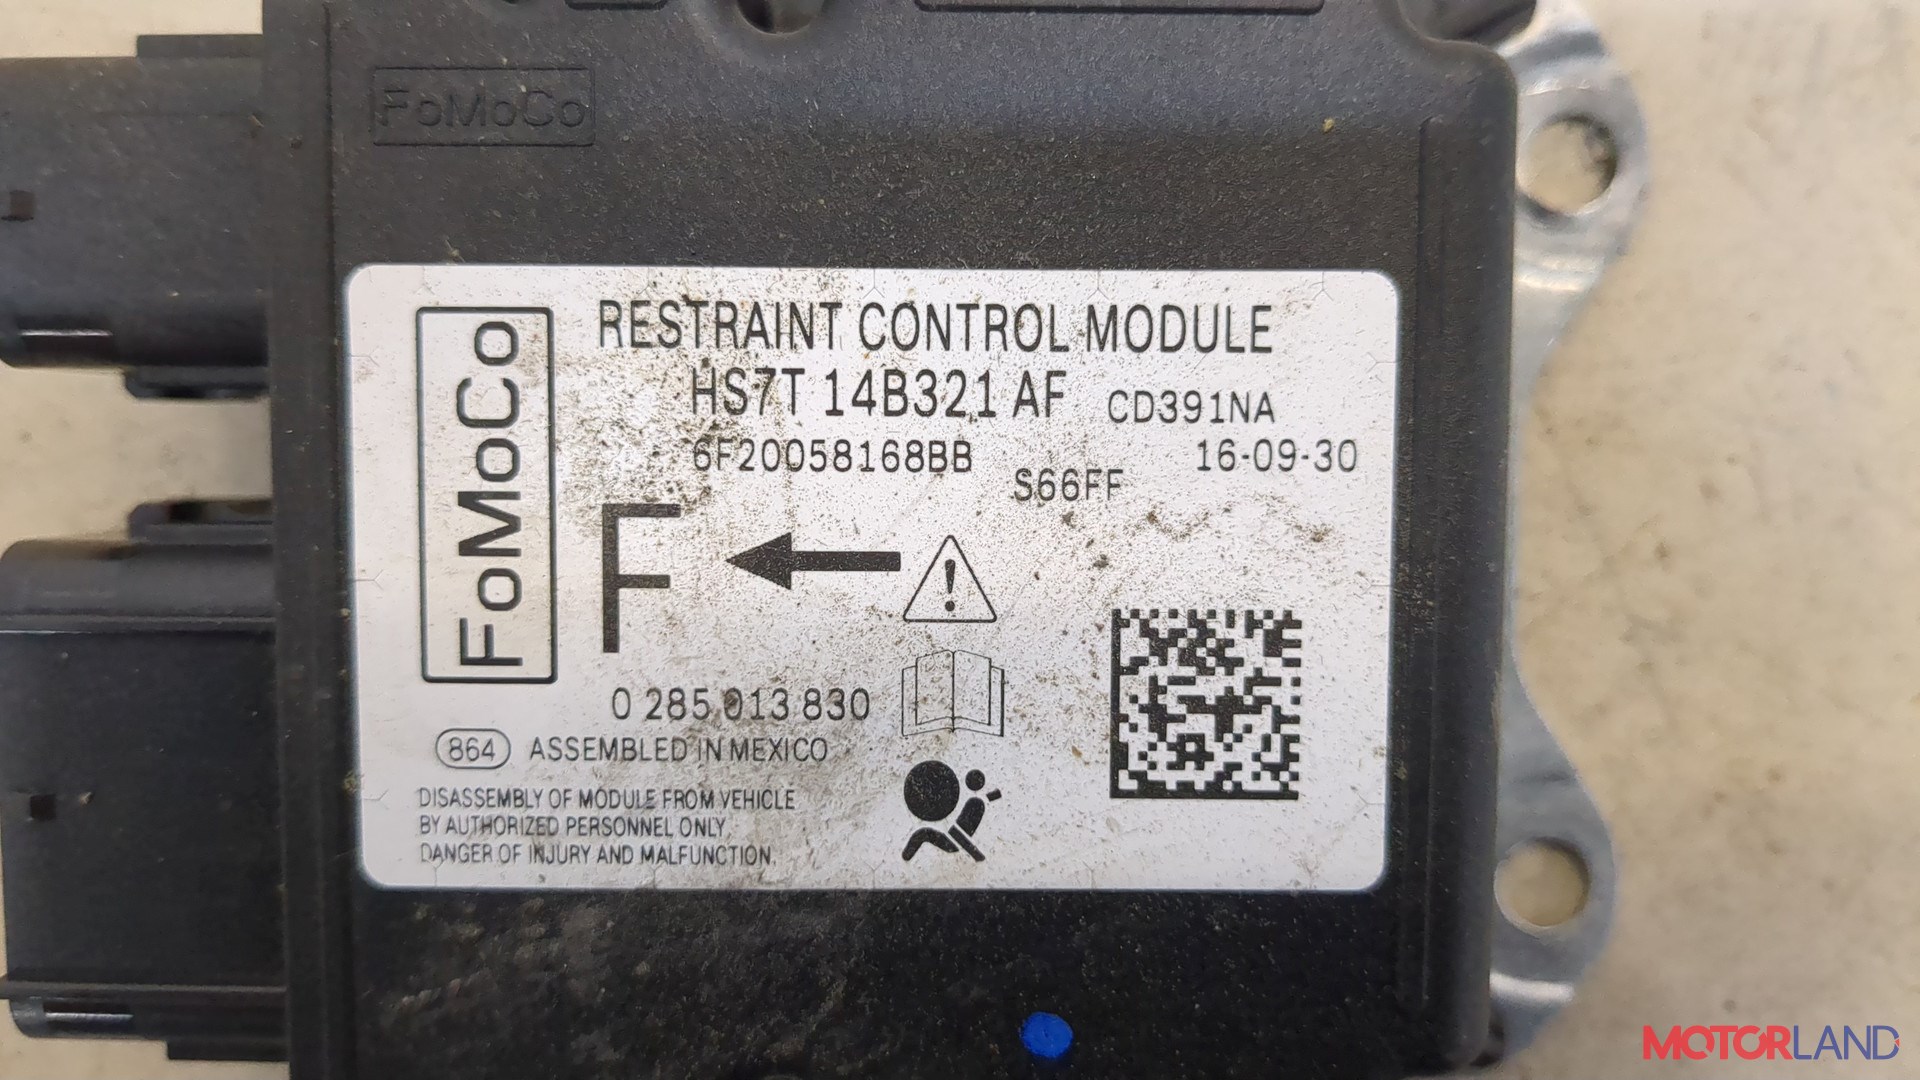 FoMoCo
FoMoCo
RESTRAINT CONTROL MODULE
HS7T 14B321 AF CD391NA
6F20058168BB 16-09-30
S66FF
F
0 285 013 830
864 ASSEMBLED IN MEXICO
DISASSEMBLY OF MODULE FROM VEHICLE
BY AUTHORIZED PERSONNEL ONLY,
DANGER OF INJURY AND MALFUNCTION.
MOTORLAND